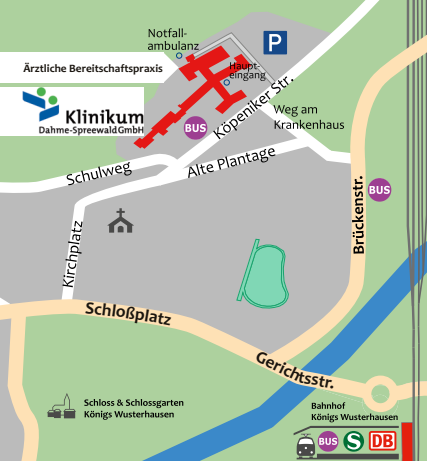 Notfall-
ambulanz
P
Ärztliche Bereitschaftspraxis
Haupt-
eingang
Klinikum
Dahme-Spreewald GmbH
BUS
Köpeniker Str.
Weg am
Krankenhaus
Schulweg
Alte Plantage
BUS
Brückenstr.
Kirchplatz
Schloßplatz
Gerichtsstr.
Schloss & Schlossgarten
Königs Wusterhausen
Bahnhof
Königs Wusterhausen
BUS S DB